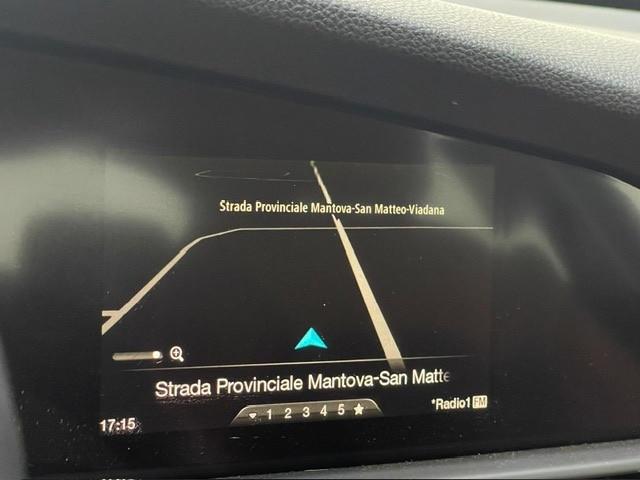 Strada Provinciale Mantova-San Matteo-Viadana
Strada Provinciale Mantova-San Matte
1 2 3 4 5
*Radio1 FM
17:15